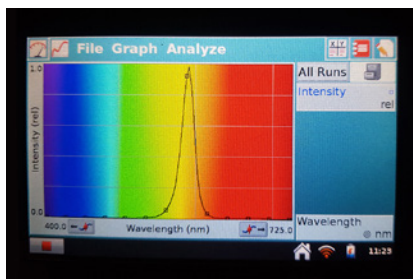 File Graph Analyze
X Y
All Runs
Intensity
rel
1.0
Intensity (rel)
0.0
400.0
Wavelength (nm)
725.0
Wavelength
nm
11:23